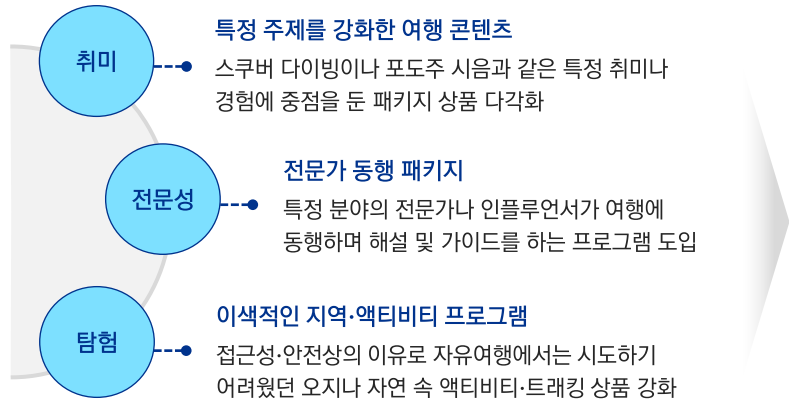 취미
특정 주제를 강화한 여행 콘텐츠
스쿠버 다이빙이나 포도주 시음과 같은 특정 취미나
경험에 중점을 둔 패키지 상품 다각화
전문성
전문가 동행 패키지
특정 분야의 전문가나 인플루언서가 여행에
동행하며 해설 및 가이드를 하는 프로그램 도입
탐험
이색적인 지역·액티비티 프로그램
접근성·안전상의 이유로 자유여행에서는 시도하기
어려웠던 오지나 자연 속 액티비티·트래킹 상품 강화